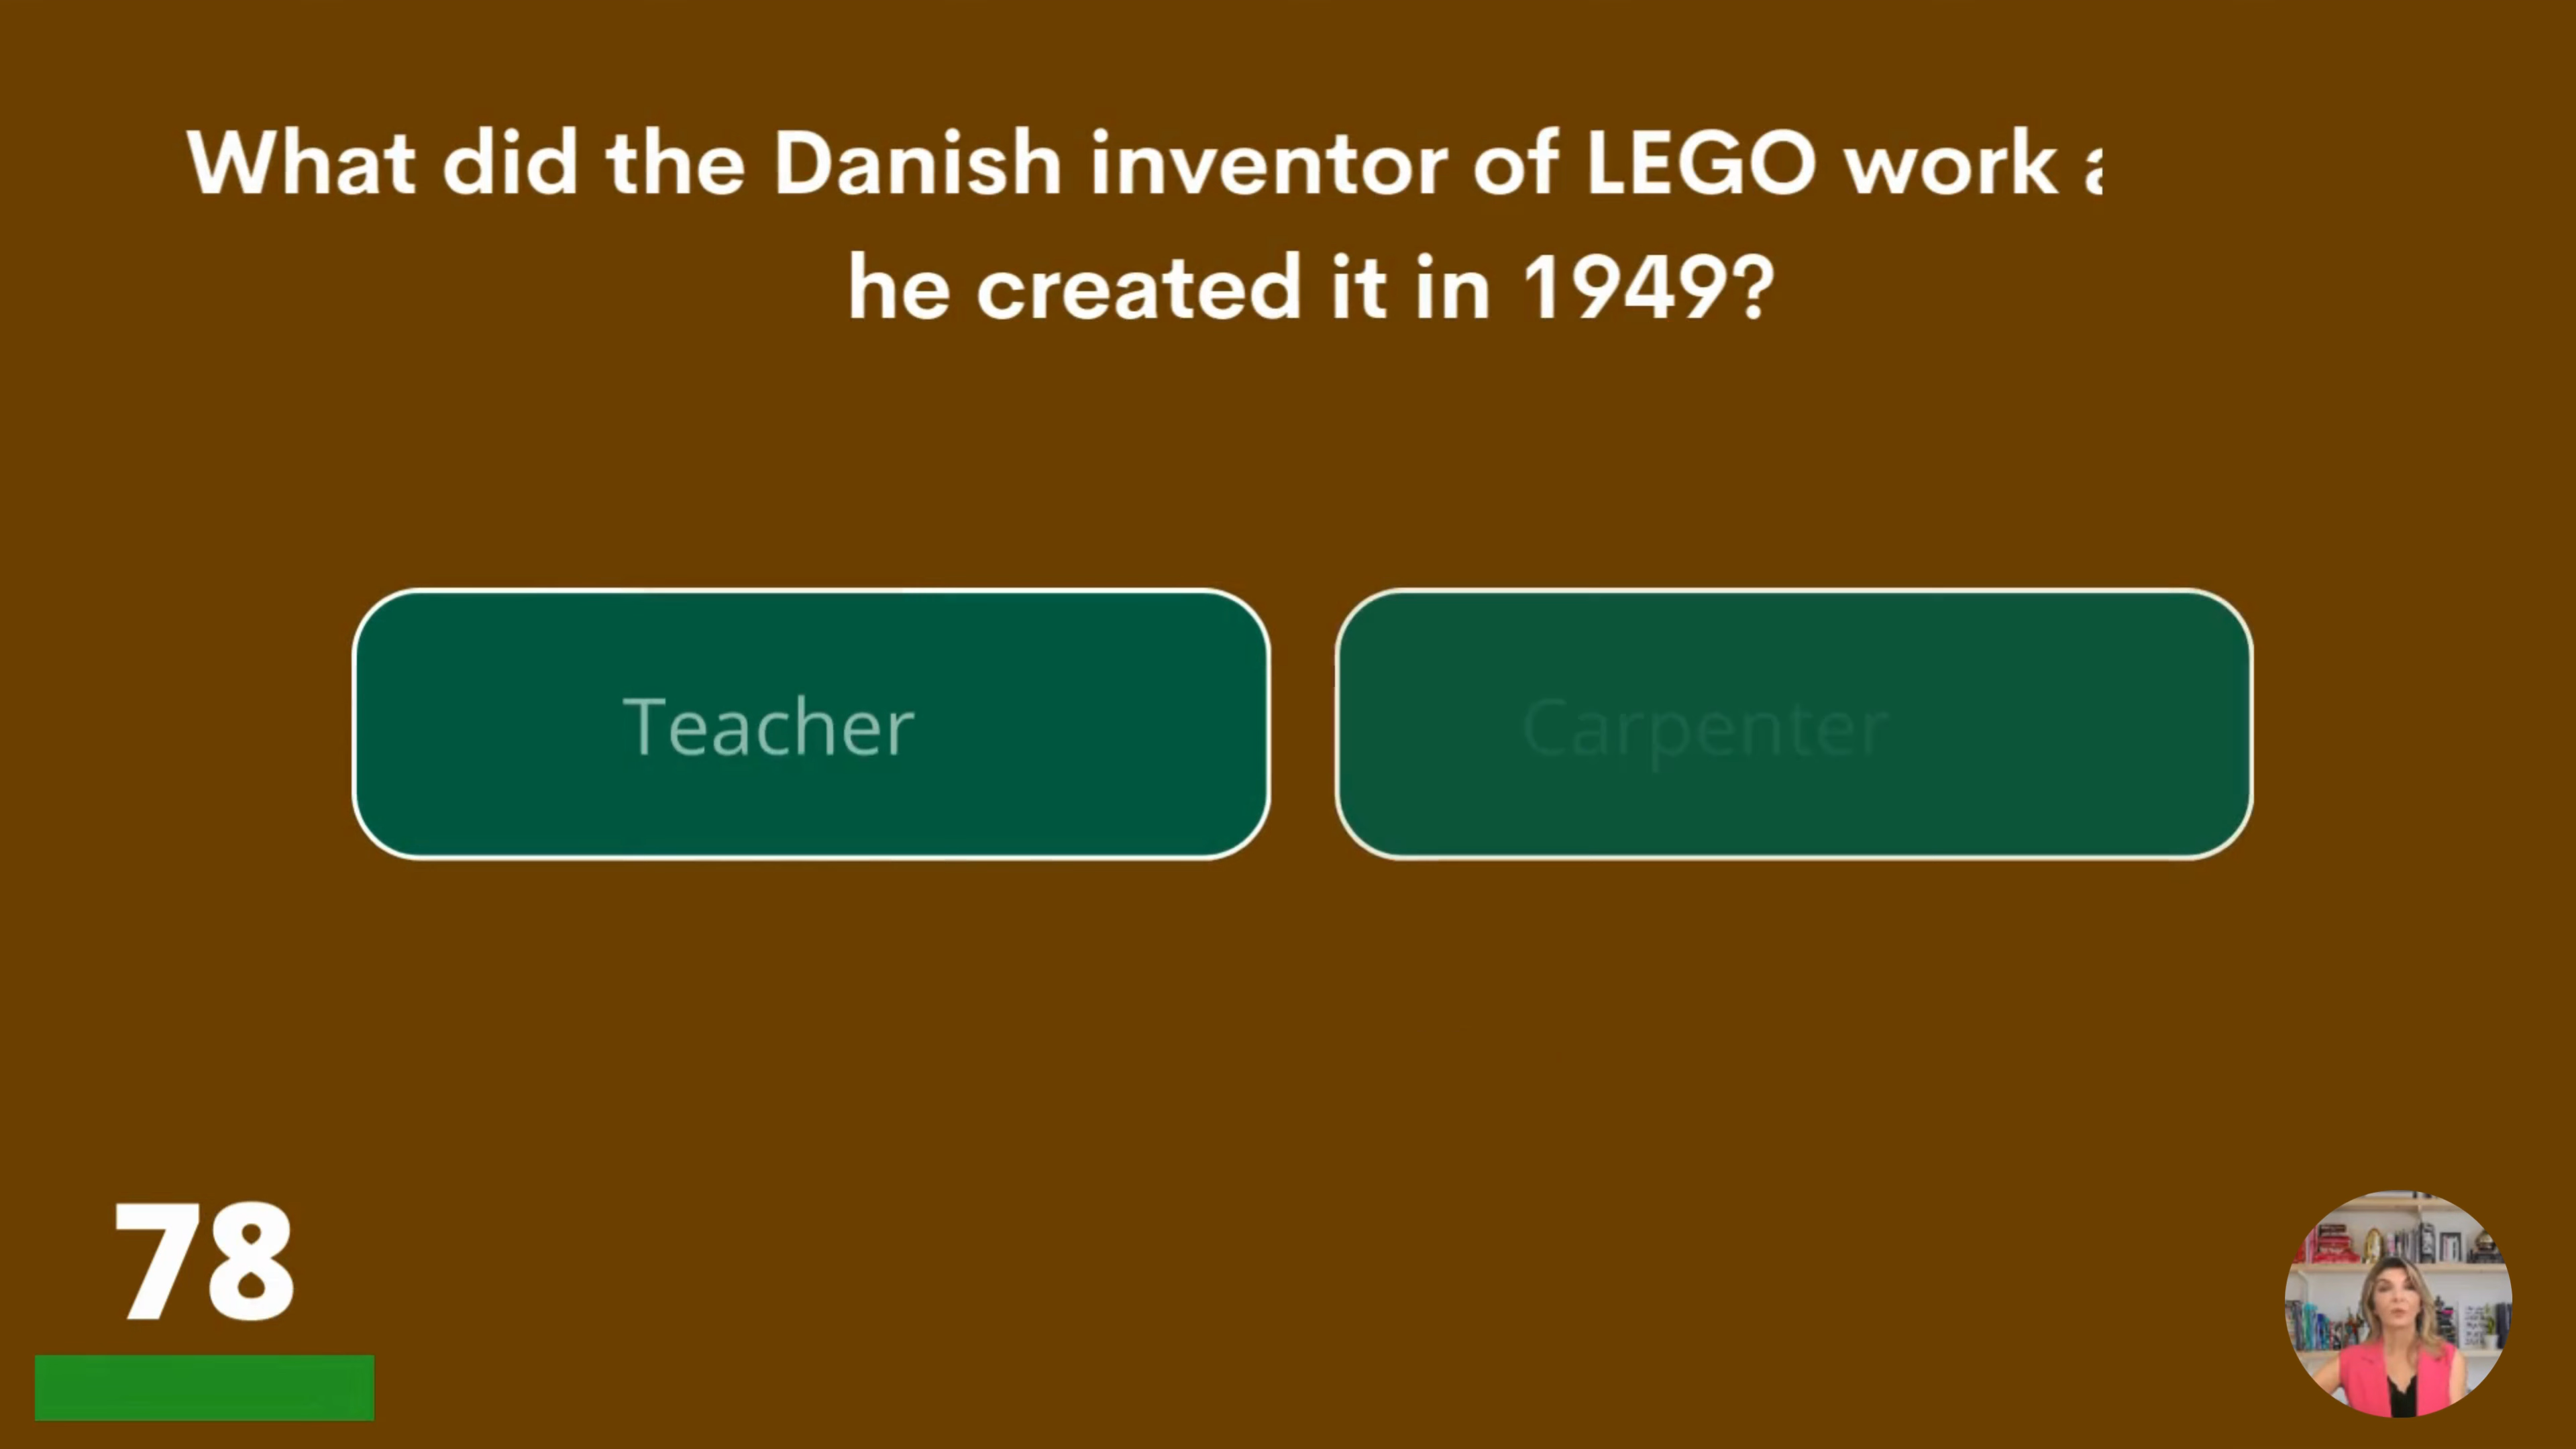 What did the Danish inventor of LEGO work a
he created it in 1949?
Teacher
Carpenter
78